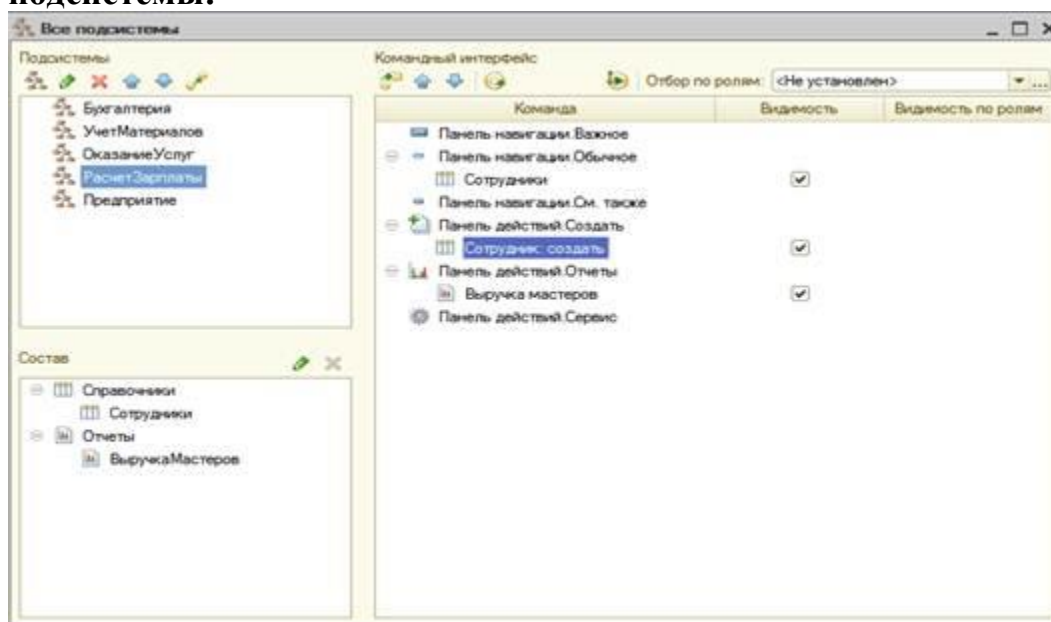 подсистемы:
Все подсистемы
Подсистемы
Бухгалтерия
УчетМатериалов
ОказаниеУслуг
РасчетЗарплаты
Предприятие
Состав
Справочники
Сотрудники
Отчеты
ВыручкаМастеров
Командный интерфейс
Отбор по ролям: <Не установлен>
Команда Видимость Видимость по ролям
Панель навигации.Важное
Панель навигации.Обычное
Сотрудники
Панель навигации.См. также
Панель действий.Создать
Сотрудник: создать
Панель действий.Отчеты
Выручка мастеров
Панель действий.Сервис